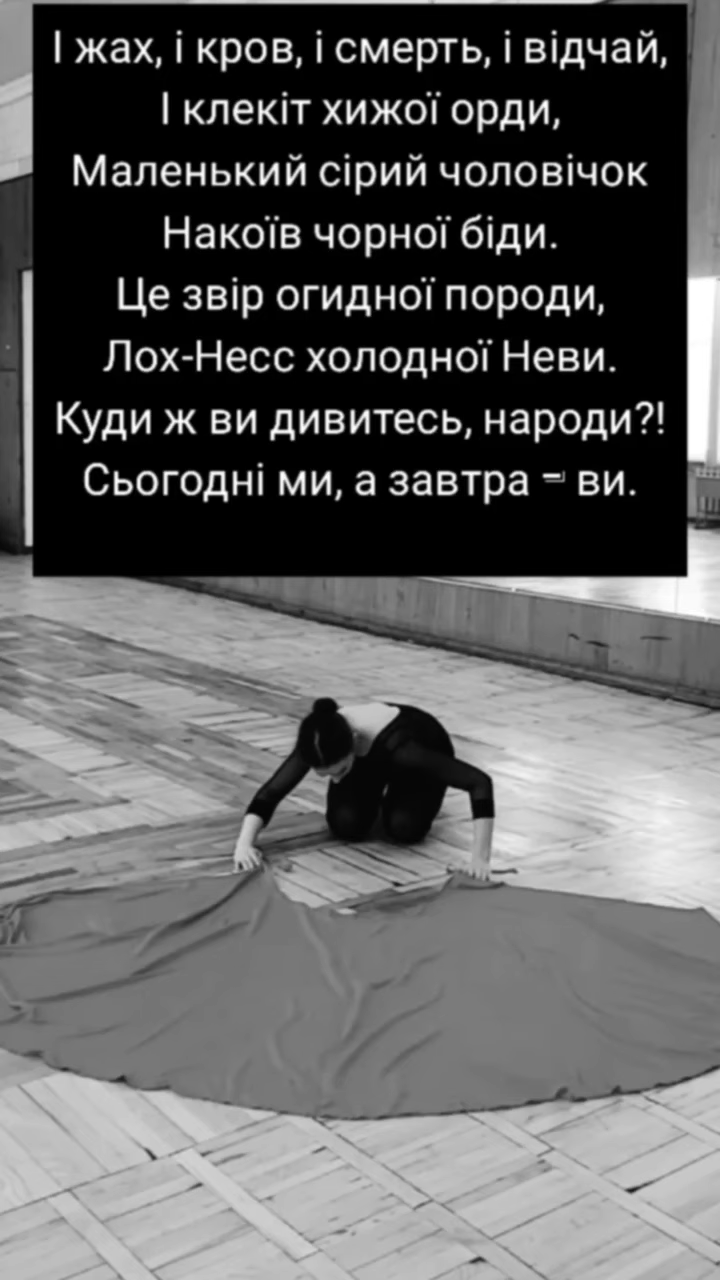 І жах, і кров, і смерть, і відчай,
І клекіт хижої орди,
Маленький сірий чоловічок
Накоїв чорної біди.
Це звір огидної породи,
Лох-Несс холодної Неви.
Куди ж ви дивитесь, народи?!
Сьогодні ми, а завтра – ви.